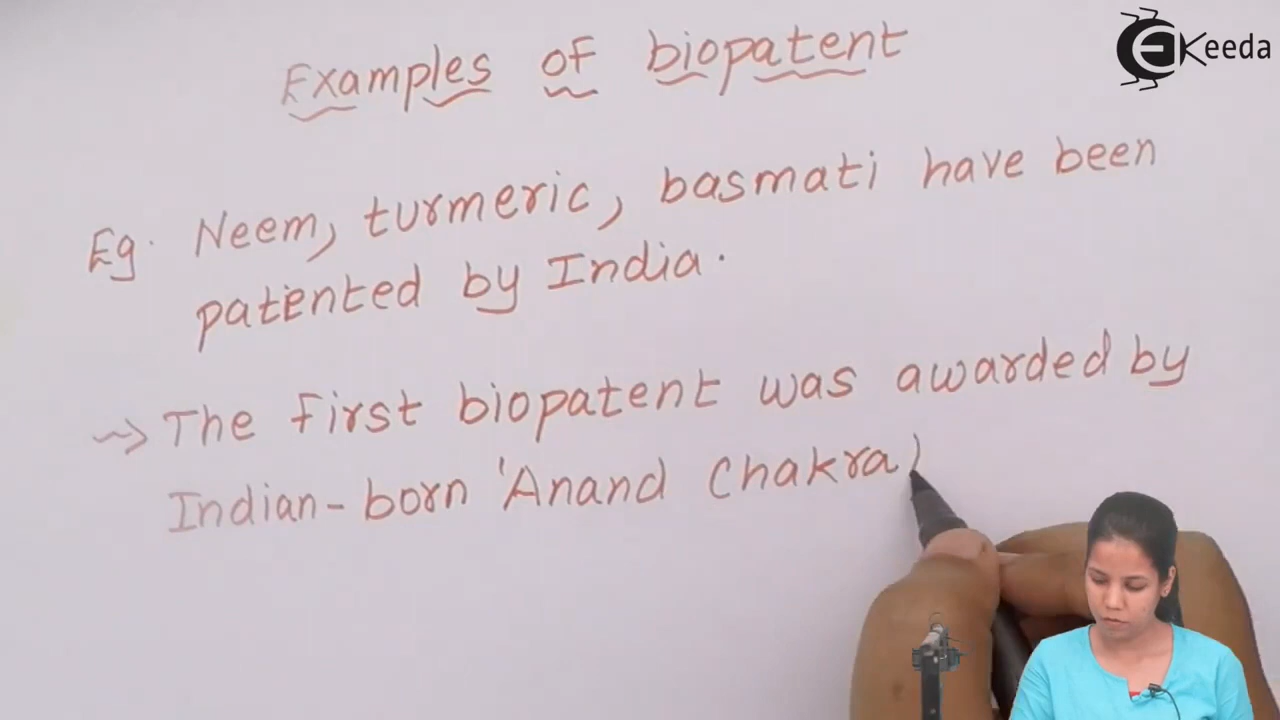 Examples of biopatent
Keeda
Eg. Neem, turmeric, basmati have been
patented by India.
The first biopatent was awarded by
Indian-born 'Anand Chakra